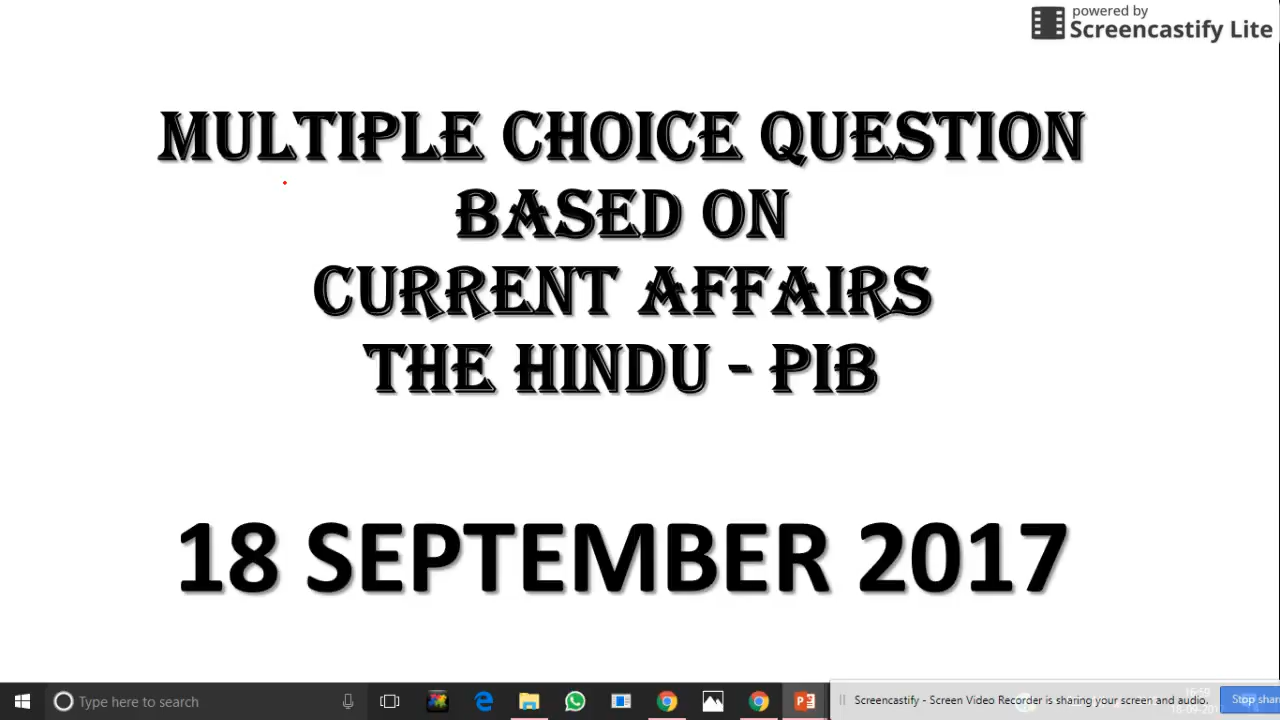 powered by
Screencastify Lite
MULTIPLE CHOICE QUESTION
BASED ON
CURRENT AFFAIRS
THE HINDU - PIB
18 SEPTEMBER 2017
Type here to search
Screencastify - Screen Video Recorder is sharing your screen and audio.
Stop shar